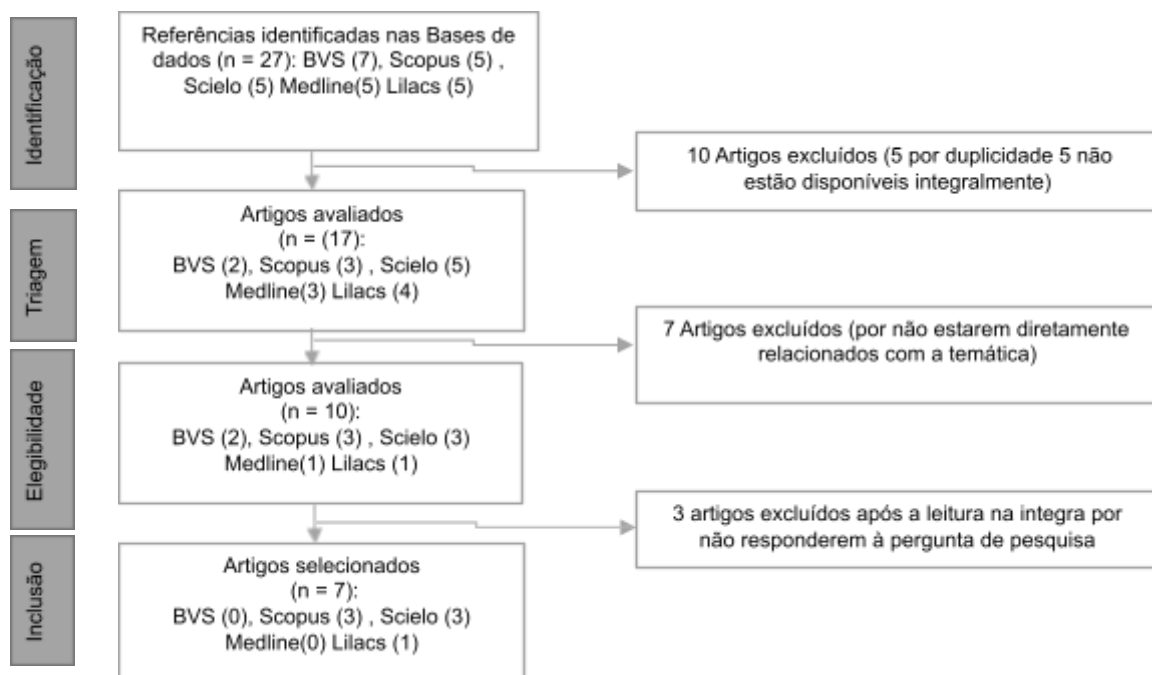 Identificação
Referências identificadas nas Bases de
dados (n = 27): BVS (7), Scopus (5) ,
Scielo (5) Medline(5) Lilacs (5)
10 Artigos excluídos (5 por duplicidade 5 não
estão disponíveis integralmente)
Triagem
Artigos avaliados
(n = (17):
BVS (2), Scopus (3) , Scielo (5)
Medline(3) Lilacs (4)
7 Artigos excluídos (por não estarem diretamente
relacionados com a temática)
Elegibilidade
Artigos avaliados
(n = 10):
BVS (2), Scopus (3) , Scielo (3)
Medline(1) Lilacs (1)
3 artigos excluídos após a leitura na integra por
não responderem à pergunta de pesquisa
Inclusão
Artigos selecionados
(n = 7):
BVS (0), Scopus (3) , Scielo (3)
Medline(0) Lilacs (1)